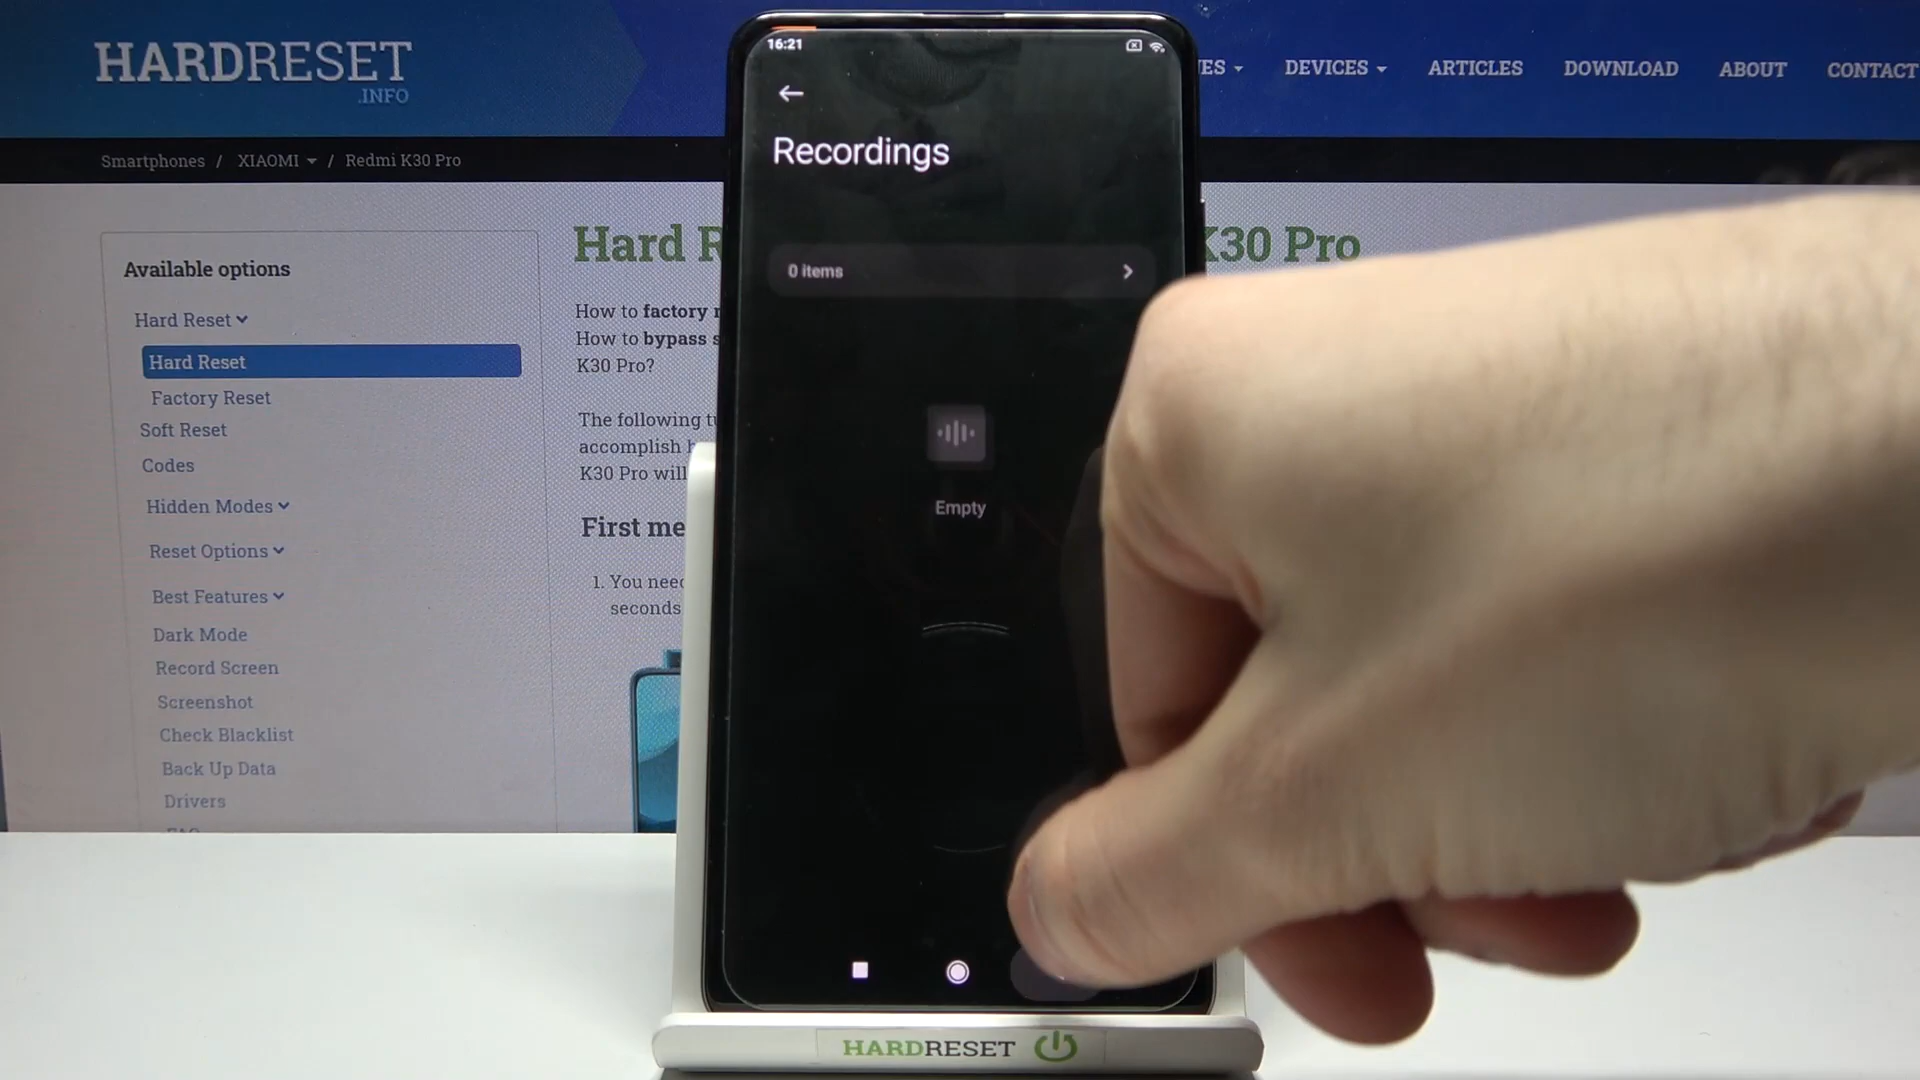 HARDRESET
.INFO
DEVICES
ARTICLES
DOWNLOAD
ABOUT
CONTACT
Smartphones / XIAOMI / Redmi K30 Pro
Available options
Hard Reset
Hard Reset
Factory Reset
Soft Reset
Codes
Hidden Modes
Reset Options
Best Features
Dark Mode
Record Screen
Screenshot
Check Blacklist
Back Up Data
Drivers
Hard
K30 Pro
How to factory
How to bypass
K30 Pro?
The following
accomplish
K30 Pro will
First
1. You need
seconds
16:21
Recordings
0 items
Empty
HARDRESET